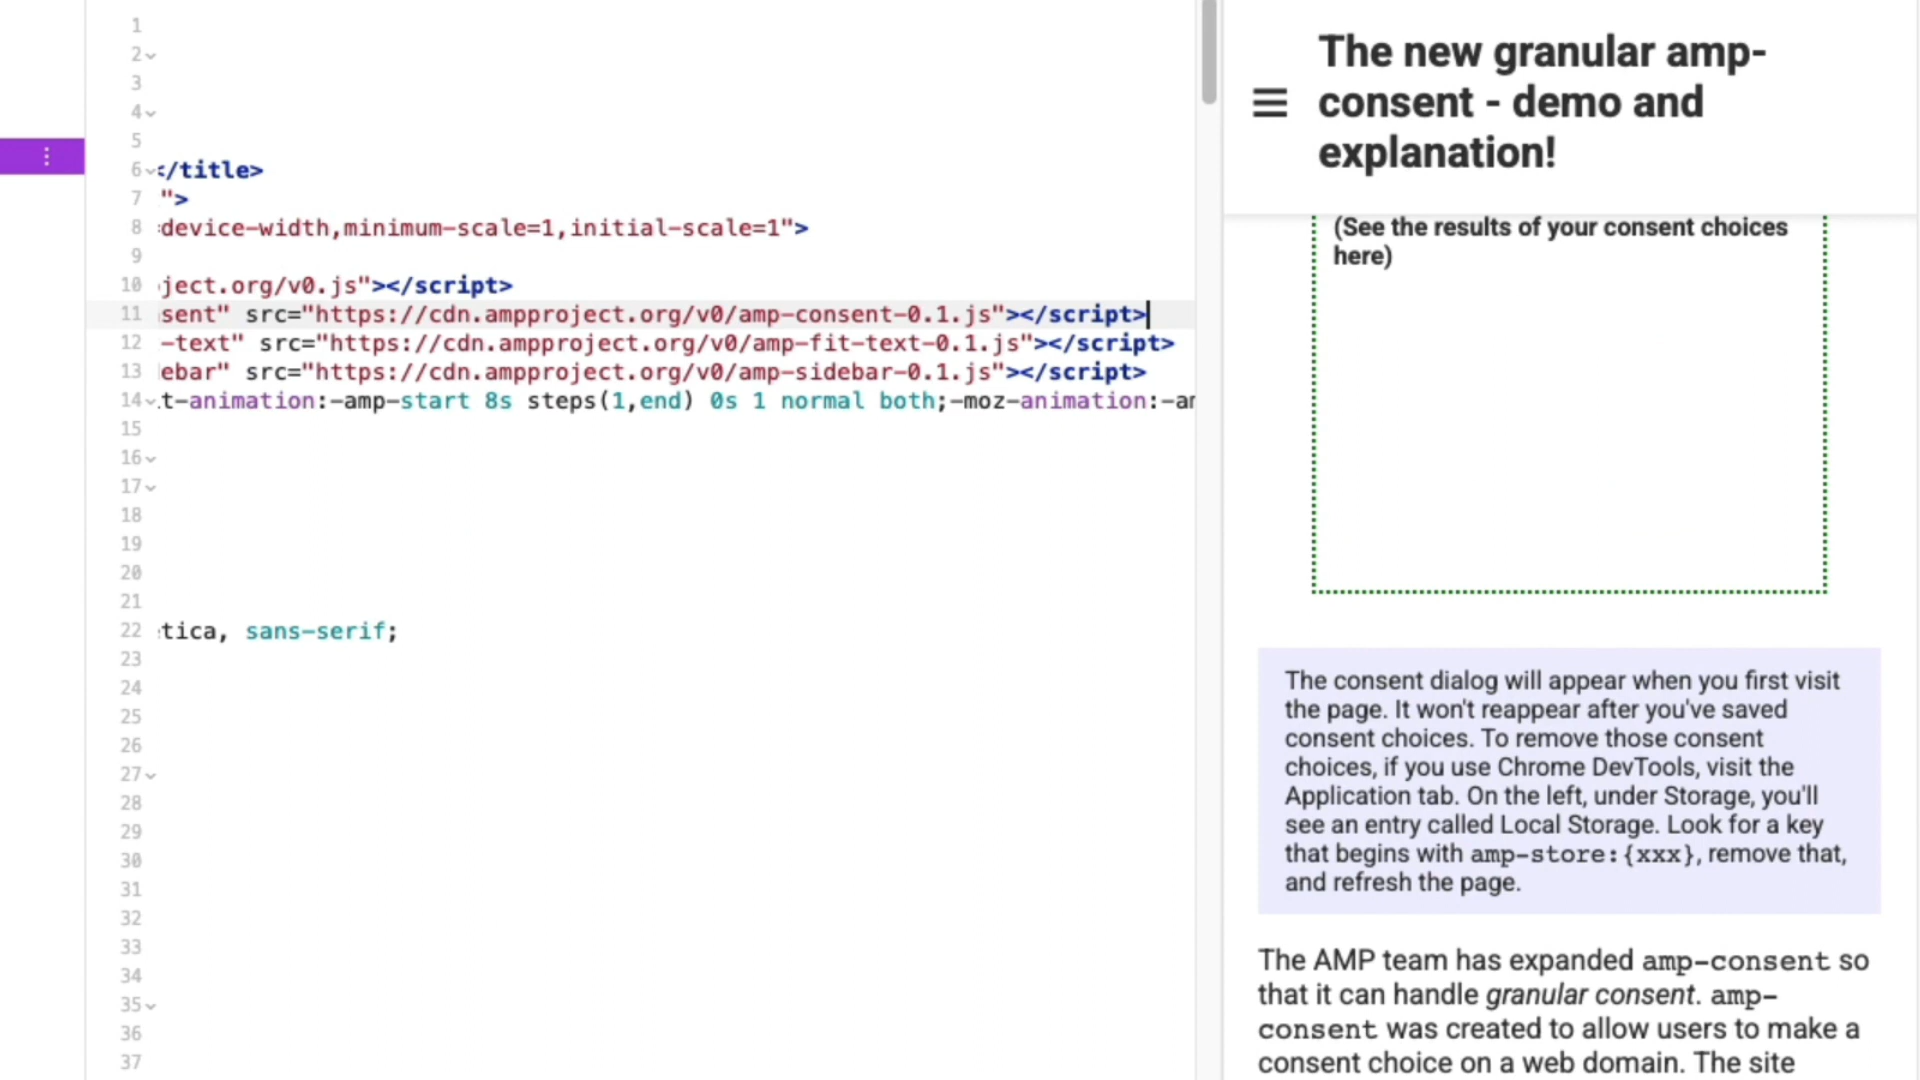 1
2
3
4
5
6 </title>
7 ">
8 device-width,minimum-scale=1,initial-scale=1">
9
10 ject.org/v0.js"></script>
11 sent" src="https://cdn.ampproject.org/v0/amp-consent-0.1.js"></script>
12 -text" src="https://cdn.ampproject.org/v0/amp-fit-text-0.1.js"></script>
13 ebar" src="https://cdn.ampproject.org/v0/amp-sidebar-0.1.js"></script>
14 t-animation:-amp-start 8s steps(1,end) 0s 1 normal both;-moz-animation:-am
15
16
17
18
19
20
21
22 tica, sans-serif;
23
24
25
26
27
28
29
30
31
32
33
34
35
36
37
The new granular amp-
consent - demo and
explanation!
(See the results of your consent choices
here)
The consent dialog will appear when you first visit
the page. It won't reappear after you've saved
consent choices. To remove those consent
choices, if you use Chrome DevTools, visit the
Application tab. On the left, under Storage, you'll
see an entry called Local Storage. Look for a key
that begins with amp-store:{xxx}, remove that,
and refresh the page.
The AMP team has expanded amp-consent so
that it can handle granular consent. amp-
consent was created to allow users to make a
consent choice on a web domain. The site